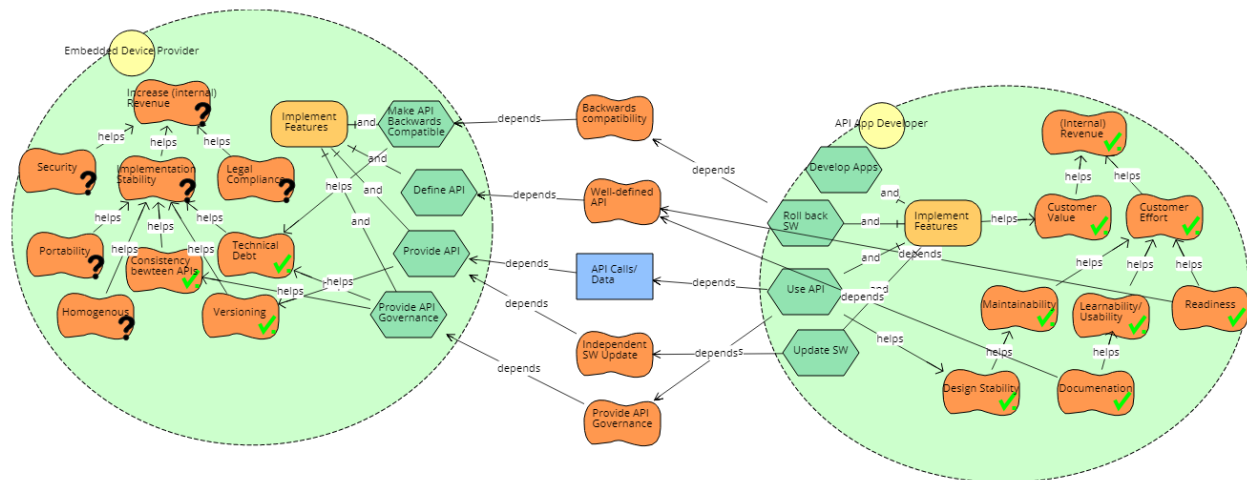 Embedded Device Provider
Increase (internal)
Revenue
helps
helps
helps
Security
Implementation
Stability
Legal
Compliance
helps
helps
helps
helps
Portability
Consistency
bewteen APIs
Technical
Debt
Homogenous
Versioning
Implement
Features
and
Make API
Backwards
Compatible
and
helps
and
Define API
and
Provide API
helps
helps
Provide API
Governance
depends
Backwards
compatibility
depends
depends
Well-defined
API
depends
API Calls/
Data
depends
depends
Independent
SW Update
depends
depends
depends
Provide API
Governance
API App Developer
Develop Apps
and
Roll back
SW
and
Implement
Features
and
Use API
depends
and
Update SW
helps
(Internal)
Revenue
helps
helps
Customer
Value
Customer
Effort
depends
helps
helps
helps
Maintainability
Learnability/
Usability
Readiness
helps
helps
helps
Design Stability
Documenation